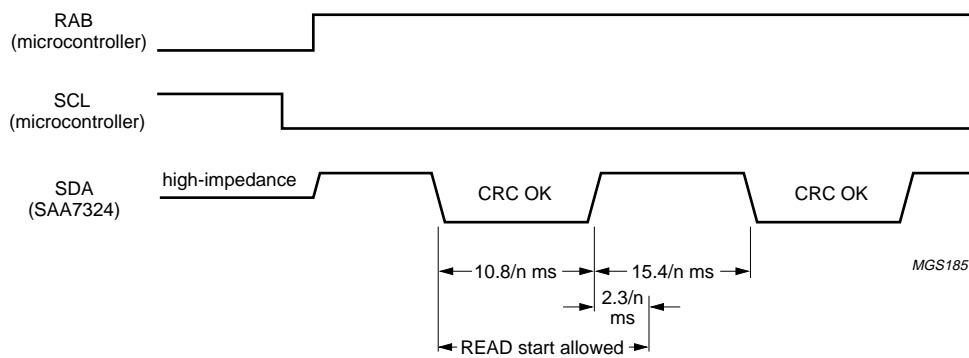 RAB
(microcontroller)
SCL
(microcontroller)
SDA
(SAA7324)
high-impedance
CRC OK
CRC OK
10.8/n ms
15.4/n ms
2.3/n
ms
READ start allowed
MGS185